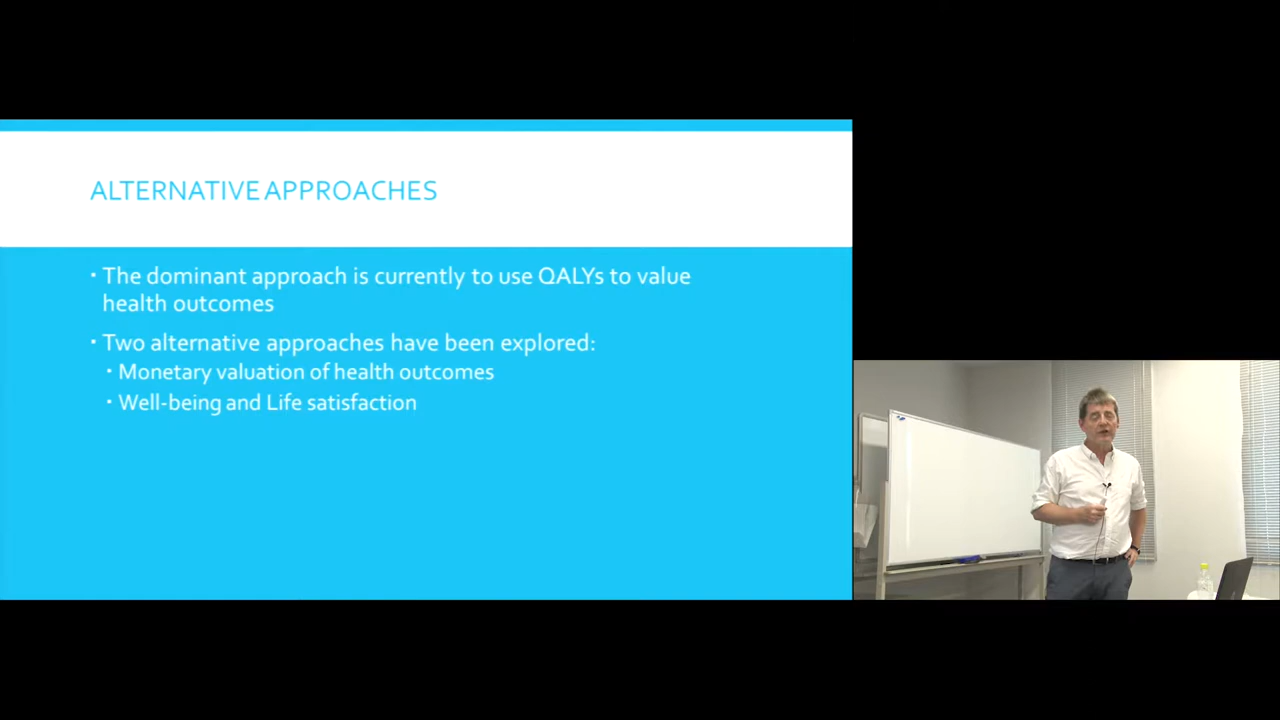 ALTERNATIVE APPROACHES
▪ The dominant approach is currently to use QALYs to value
health outcomes
▪ Two alternative approaches have been explored:
▪ Monetary valuation of health outcomes
▪ Well-being and Life satisfaction